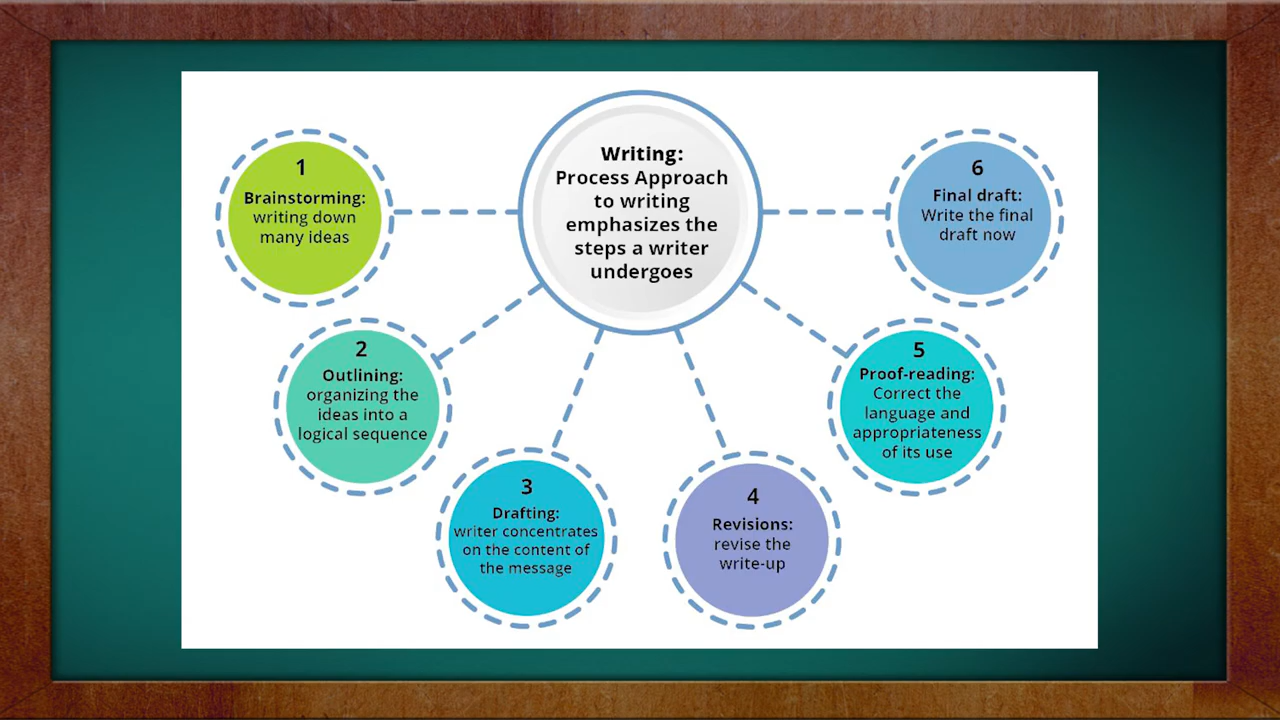 Writing:
Process Approach
to writing
emphasizes the
steps a writer
undergoes
1
Brainstorming:
writing down
many ideas
2
Outlining:
organizing the
ideas into a
logical sequence
3
Drafting:
writer concentrates
on the content of
the message
4
Revisions:
revise the
write-up
5
Proof-reading:
Correct the
language and
appropriateness
of its use
6
Final draft:
Write the final
draft now